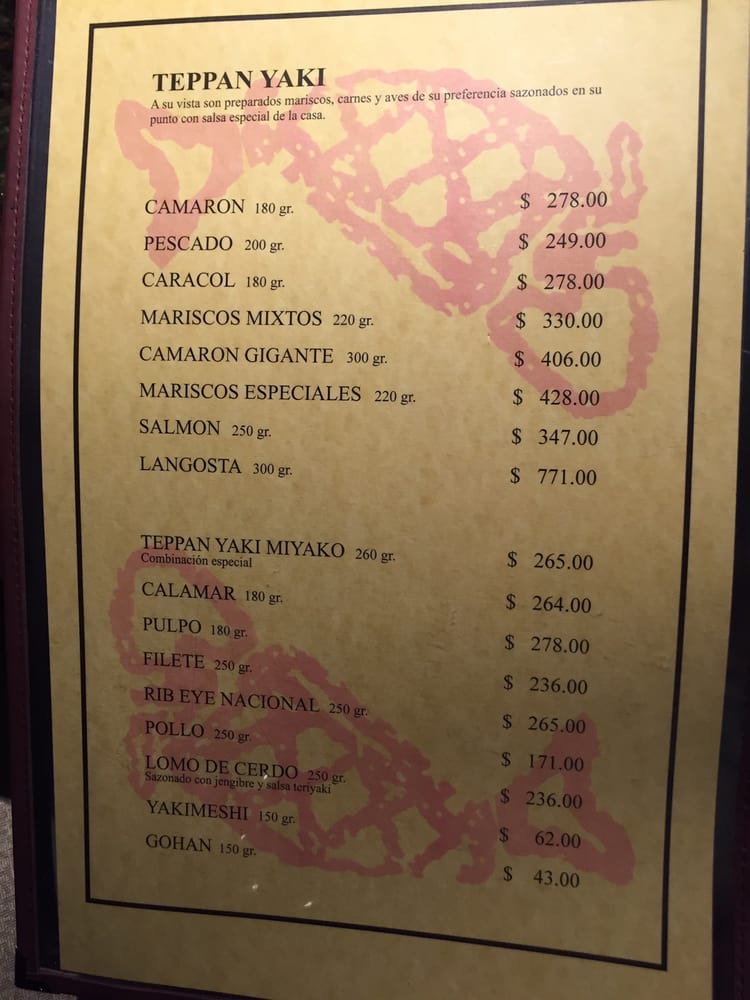 TEPPAN YAKI
A su vista son preparados mariscos, carnes y aves de su preferencia sazonados en su
punto con salsa especial de la casa.
CAMARON 180 gr. $ 278.00
PESCADO 200 gr. $ 249.00
CARACOL 180 gr. $ 278.00
MARISCOS MIXTOS 220 gr. $ 330.00
CAMARON GIGANTE 300 gr. $ 406.00
MARISCOS ESPECIALES 220 gr. $ 428.00
SALMON 250 gr. $ 347.00
LANGOSTA 300 gr. $ 771.00
TEPPAN YAKI MIYAKO 260 gr. $ 265.00
Combinación especial
CALAMAR 180 gr. $ 264.00
PULPO 180 gr. $ 278.00
FILETE 250 gr. $ 236.00
RIB EYE NACIONAL 250 gr. $ 265.00
POLLO 250 gr. $ 171.00
LOMO DE CERDO 250 gr. $ 236.00
Sazonado con jengibre y salsa teriyaki
YAKIMESHI 150 gr. $ 62.00
GOHAN 150 gr. $ 43.00